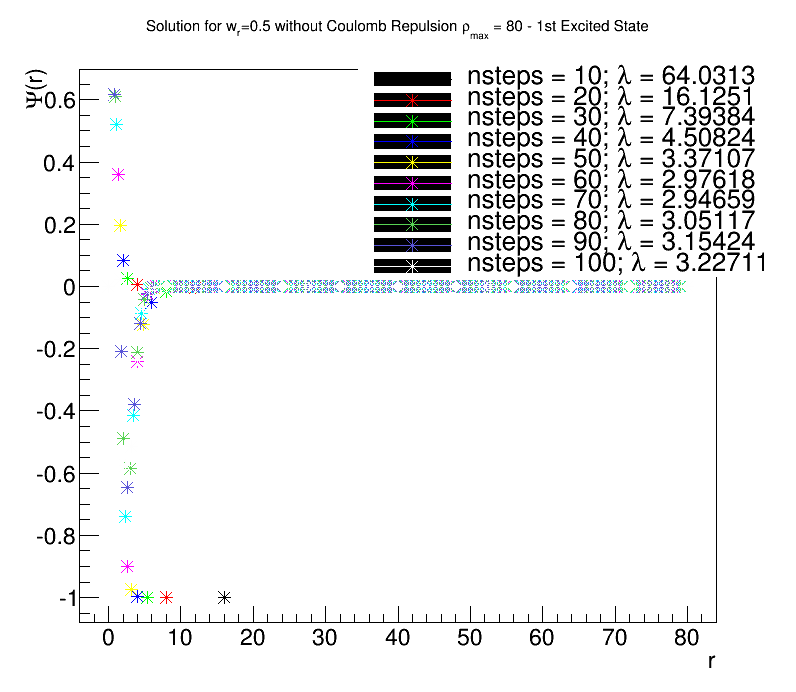 Solution for wr=0.5 without Coulomb Repulsion ρmax = 80 - 1st Excited State
Ψ(r)
nsteps = 10; λ = 64.0313
nsteps = 20; λ = 16.1251
nsteps = 30; λ = 7.39384
nsteps = 40; λ = 4.50824
nsteps = 50; λ = 3.37107
nsteps = 60; λ = 2.97618
nsteps = 70; λ = 2.94659
nsteps = 80; λ = 3.05117
nsteps = 90; λ = 3.15424
nsteps = 100; λ = 3.22711
0.6
0.4
0.2
0
-0.2
-0.4
-0.6
-0.8
-1
0 10 20 30 40 50 60 70 80
r